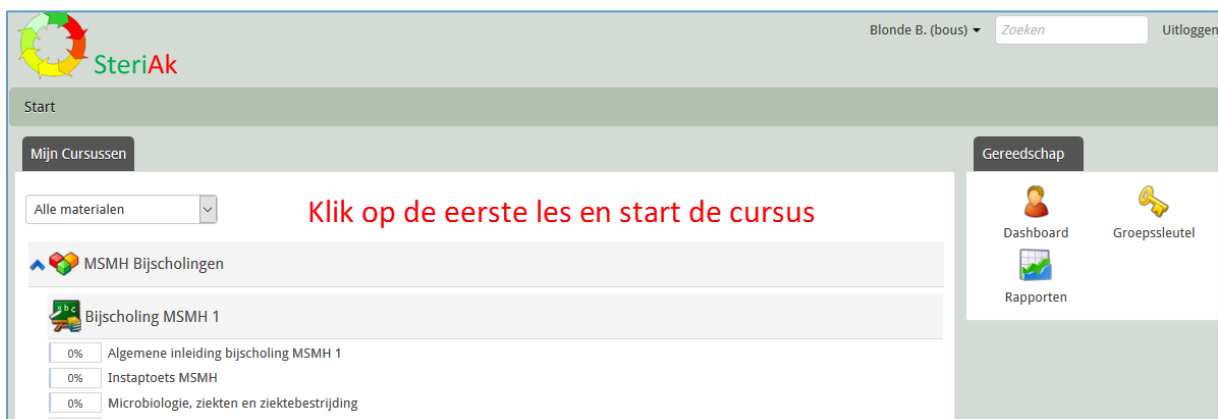 Blonde B. (bous)
Zoeken
Uitloggen
SteriAk
Start
Mijn Cursussen
Gereedschap
Alle materialen
Klik op de eerste les en start de cursus
Dashboard
Groepssleutel
MSMH Bijscholingen
Rapporten
abc
Bijscholing MSMH 1
0% Algemene inleiding bijscholing MSMH 1
0% Instaptoets MSMH
0% Microbiologie, ziekten en ziektebestrijding